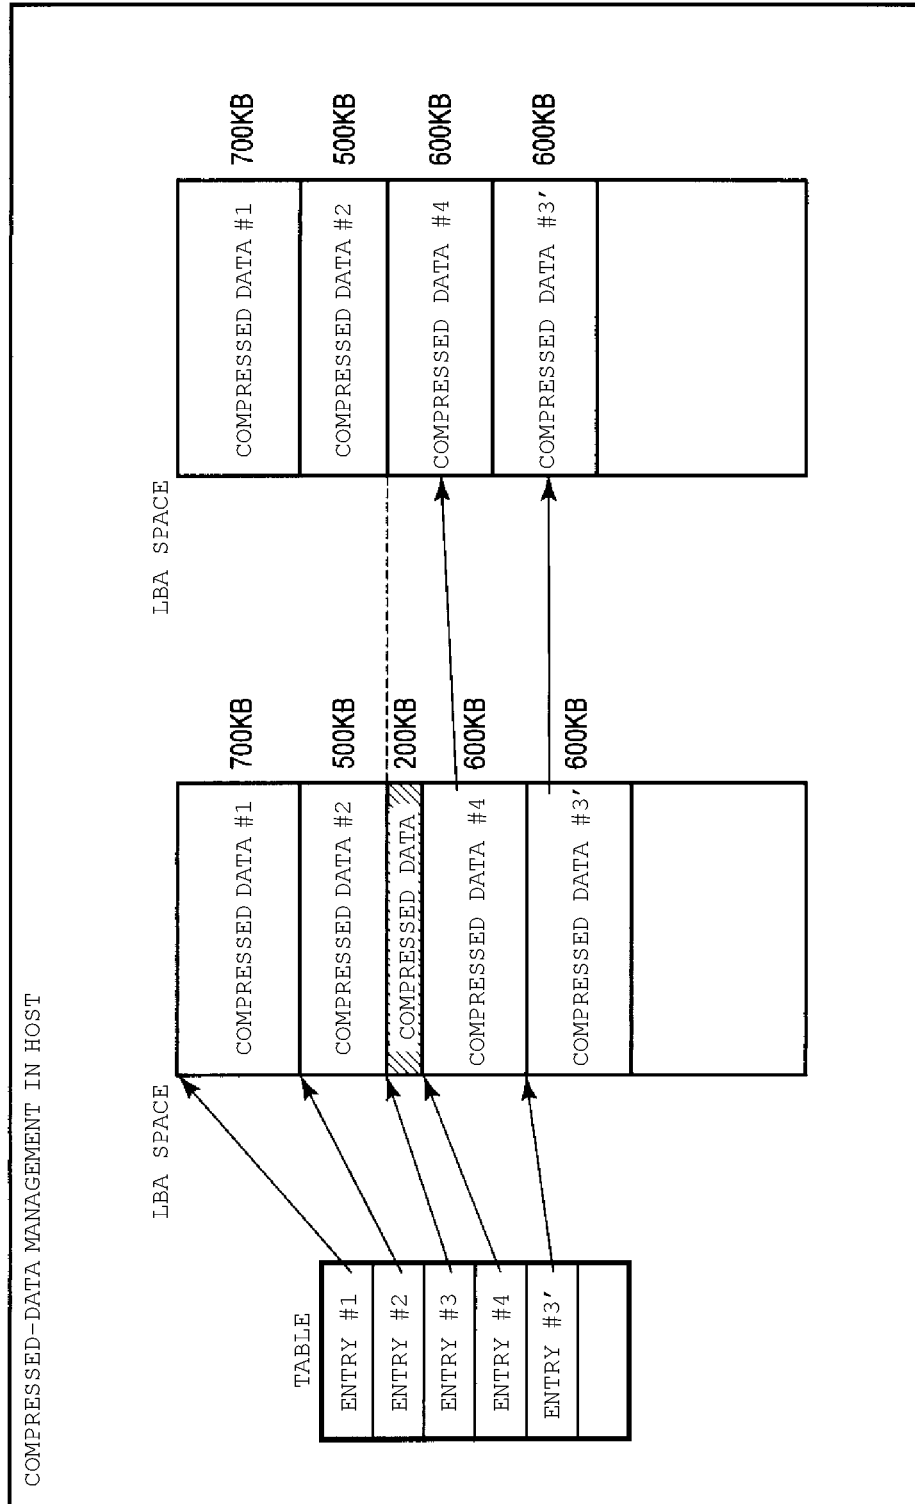 COMPRESSED-DATA MANAGEMENT IN HOST
TABLE
ENTRY #1
ENTRY #2
ENTRY #3
ENTRY #4
ENTRY #3'
LBA SPACE
COMPRESSED DATA #1
COMPRESSED DATA #2
COMPRESSED DATA
COMPRESSED DATA #4
COMPRESSED DATA #3'
700KB
500KB
200KB
600KB
600KB
LBA SPACE
COMPRESSED DATA #1
COMPRESSED DATA #2
COMPRESSED DATA #4
COMPRESSED DATA #3'
700KB
500KB
600KB
600KB